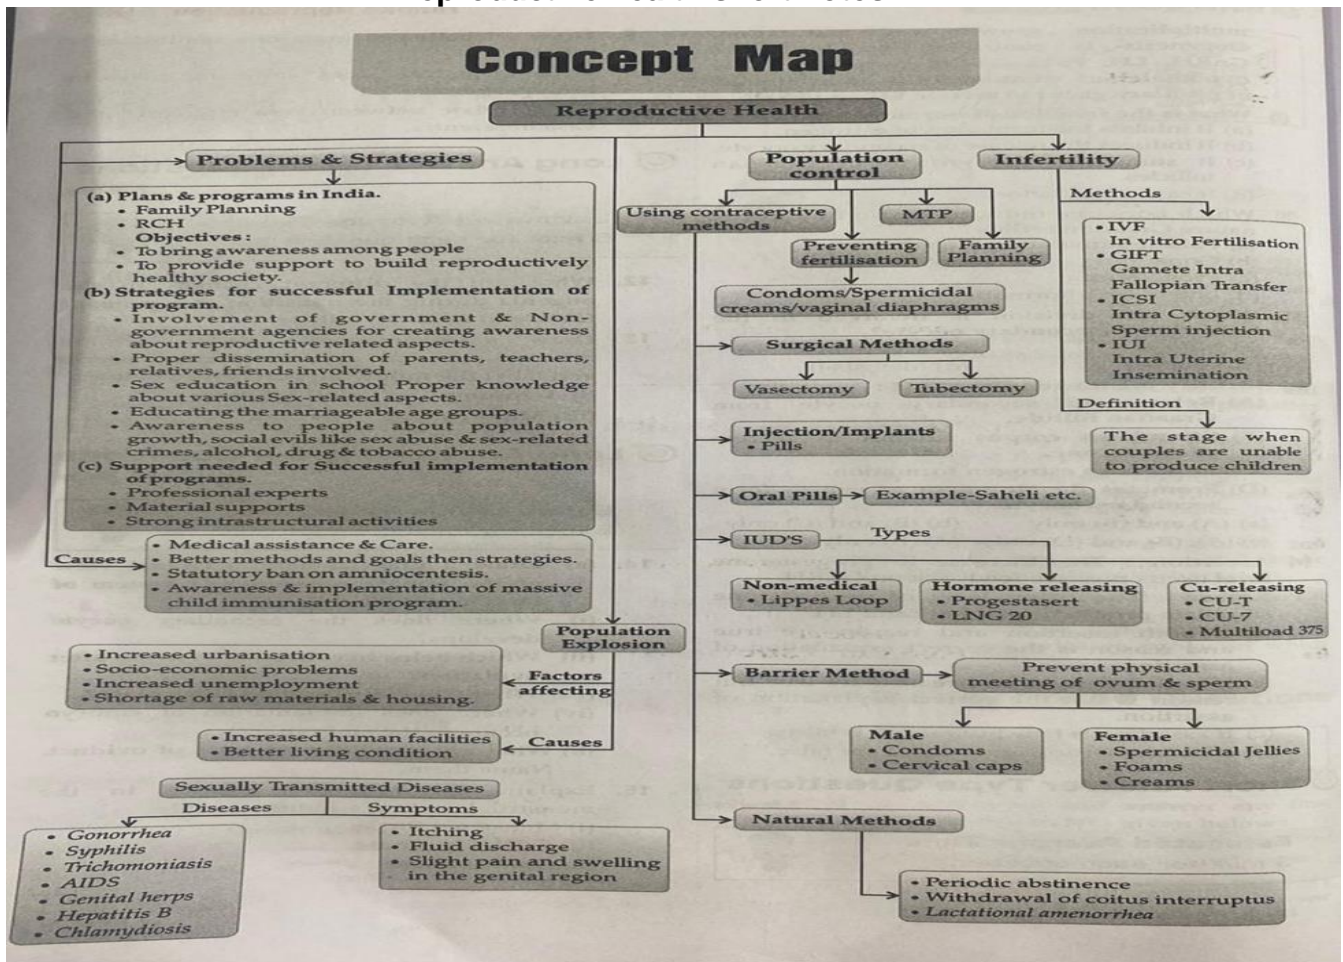 Concept Map
Reproductive Health
Problems & Strategies
(a) Plans & programs in India.
• Family Planning
• RCH
Objectives :
• To bring awareness among people
• To provide support to build reproductively
healthy society.
(b) Strategies for successful Implementation of
program.
• Involvement of government & Non-
government agencies for creating awareness
about reproductive related aspects.
• Proper dissemination of parents, teachers,
relatives, friends involved.
• Sex education in school Proper knowledge
about various Sex-related aspects.
• Educating the marriageable age groups.
• Awareness to people about population
growth, social evils like sex abuse & sex-related
crimes, alcohol, drug & tobacco abuse.
(c) Support needed for Successful implementation
of programs.
• Professional experts
• Material supports
• Strong intrastructural activities
Causes
• Medical assistance & Care.
• Better methods and goals then strategies.
• Statutory ban on amniocentesis.
• Awareness & implementation of massive
child immunisation program.
Population
Explosion
Factors
affecting
• Increased urbanisation
• Socio-economic problems
• Increased unemployment
• Shortage of raw materials & housing.
Causes
• Increased human facilities
• Better living condition
Sexually Transmitted Diseases
Diseases
• Gonorrhea
• Syphilis
• Trichomoniasis
• AIDS
• Genital herps
• Hepatitis B
• Chlamydiosis
Symptoms
• Itching
• Fluid discharge
• Slight pain and swelling
in the genital region
Population
control
Using contraceptive
methods
Preventing
fertilisation
MTP
Family
Planning
Condoms/Spermicidal
creams/vaginal diaphragms
Surgical Methods
Vasectomy
Tubectomy
Injection/Implants
• Pills
Oral Pills
Example-Saheli etc.
IUD'S
Types
Non-medical
• Lippes Loop
Hormone releasing
• Progestasert
• LNG 20
Cu-releasing
• CU-T
• CU-7
• Multiload 375
Barrier Method
Prevent physical
meeting of ovum & sperm
Male
• Condoms
• Cervical caps
Female
• Spermicidal Jellies
• Foams
• Creams
Natural Methods
• Periodic abstinence
• Withdrawal of coitus interruptus
• Lactational amenorrhea
Infertility
Methods
• IVF
In vitro Fertilisation
• GIFT
Gamete Intra
Fallopian Transfer
• ICSI
Intra Cytoplasmic
Sperm injection
• IUI
Intra Uterine
Insemination
Definition
The stage when
couples are unable
to produce children